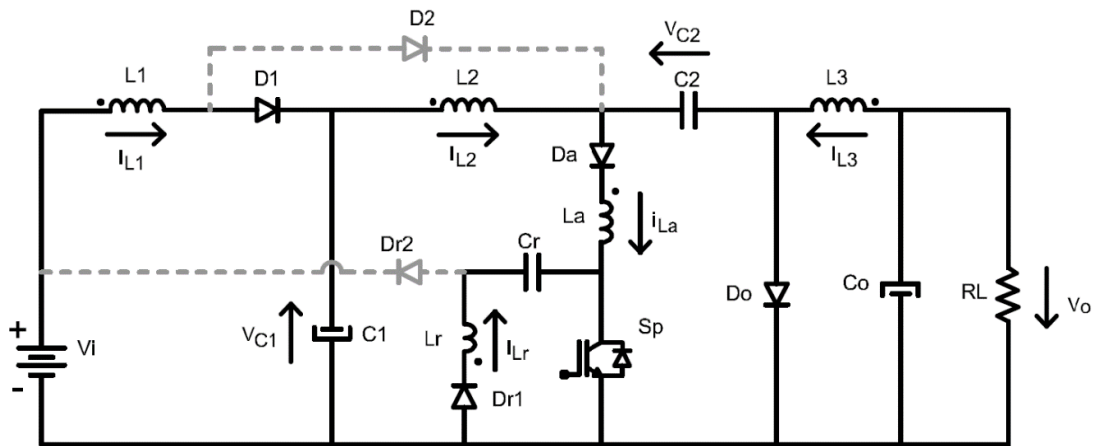 D2
VC2
L1
D1
L2
C2
L3
IL1
IL2
IL3
Da
La
iLa
Dr2
Cr
Do
Co
RL
Vo
+
Vi
-
VC1
C1
Lr
ILr
Sp
Dr1